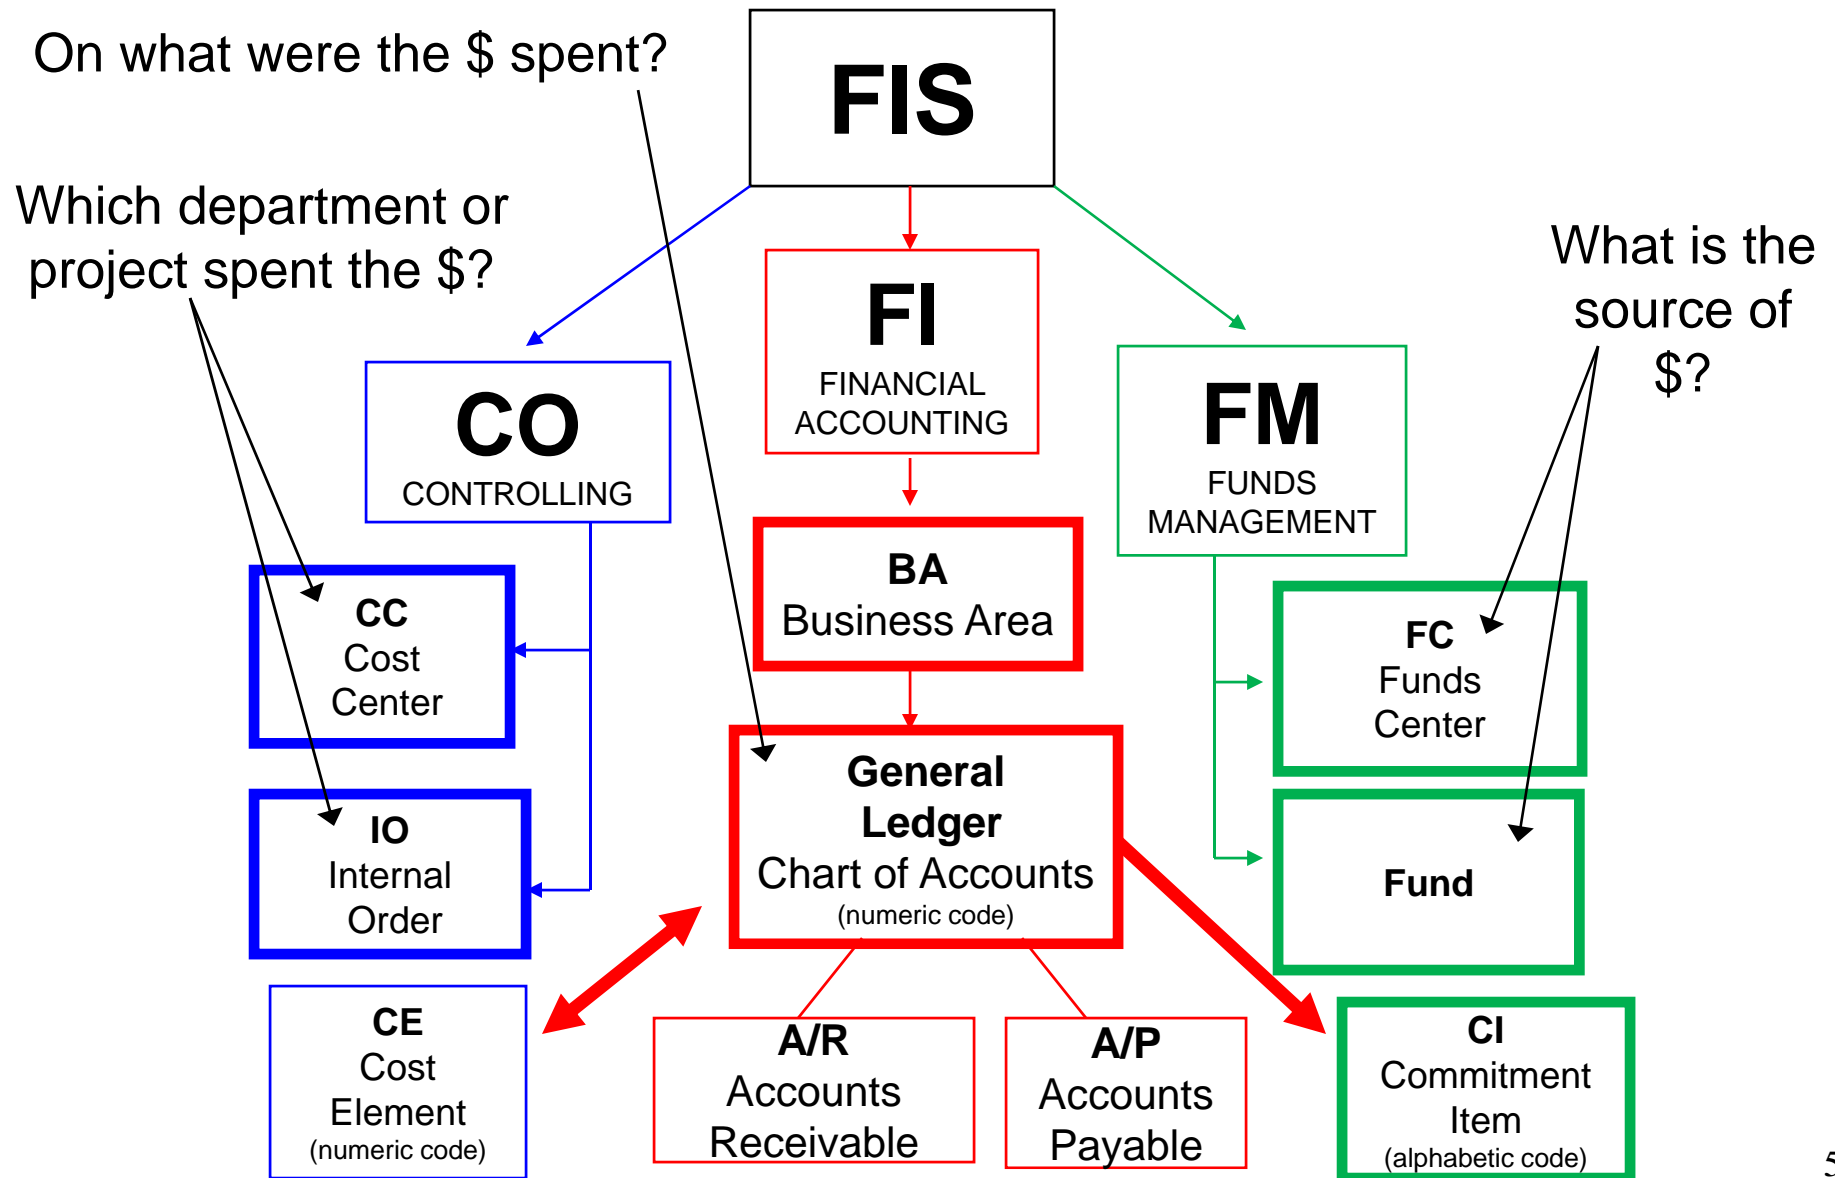 On what were the $ spent?
FIS
Which department or
project spent the $?
What is the
source of
$?
FI
FINANCIAL
ACCOUNTING
CO
CONTROLLING
FM
FUNDS
MANAGEMENT
BA
Business Area
CC
Cost
Center
FC
Funds
Center
General
Ledger
Chart of Accounts
(numeric code)
IO
Internal
Order
Fund
CE
Cost
Element
(numeric code)
A/R
Accounts
Receivable
A/P
Accounts
Payable
CI
Commitment
Item
(alphabetic code)
5